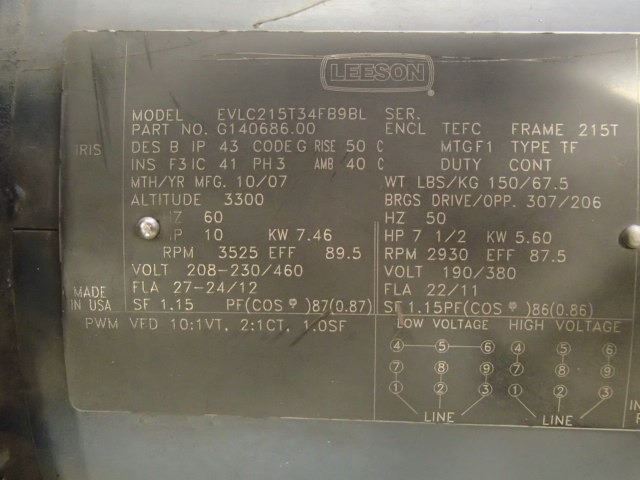 LEESON
MODEL EVLC215T34FB9BL SER.
PART NO. G140686.00 ENCL TEFC FRAME 215T
IRIS
DES B IP 43 CODE G RISE 50 C MTG F1 TYPE TF
INS F3 IC 41 PH 3 AMB 40 C DUTY CONT
MTH/YR MFG. 10/07 WT. LBS/KG 150/67.5
ALTITUDE 3300 BRGS DRIVE/OPP. 307/206
HZ 60 HZ 50
HP 10 KW 7.46 HP 7 1/2 KW 5.60
RPM 3525 EFF 89.5 RPM 2930 EFF 87.5
VOLT 208-230/460 VOLT 190/380
FLA 27-24/12 FLA 22/11
SF 1.15 PF(COS φ )87(0.87) SF 1.15 PF(COS φ )86(0.86)
MADE
IN USA
PWM VFD 10:1VT, 2:1CT, 1.0SF
LOW VOLTAGE HIGH VOLTAGE
4 5 6 4 5 6
7 8 9 7 8 9
1 2 3 1 2 3
LINE LINE